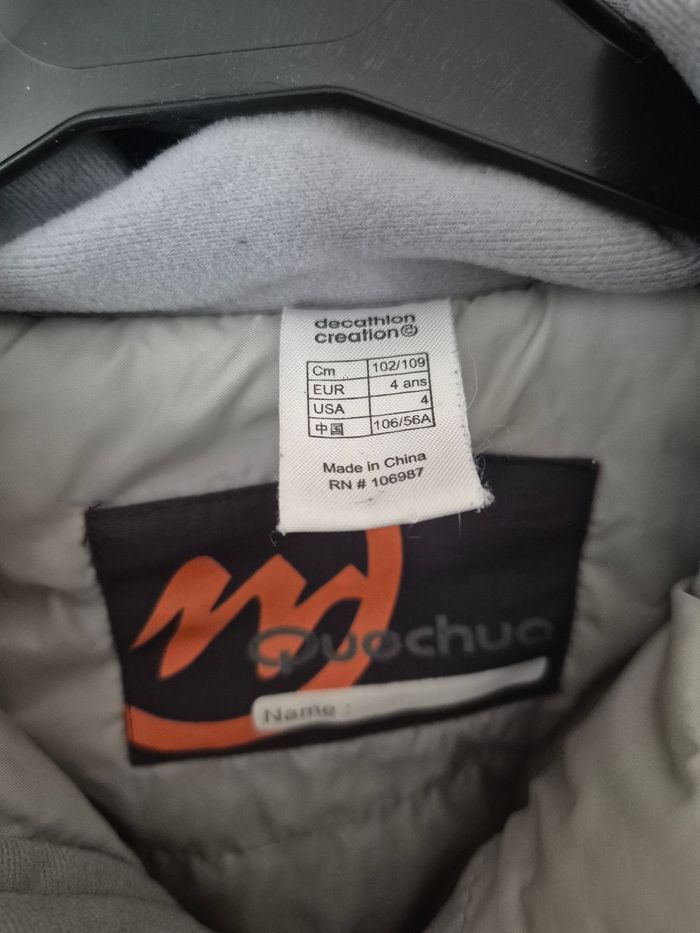 decathlon
creation©
Cm 102/109
EUR 4 ans
USA 4
中国 106/56A
Made in China
RN # 106987
Quechua
Name :